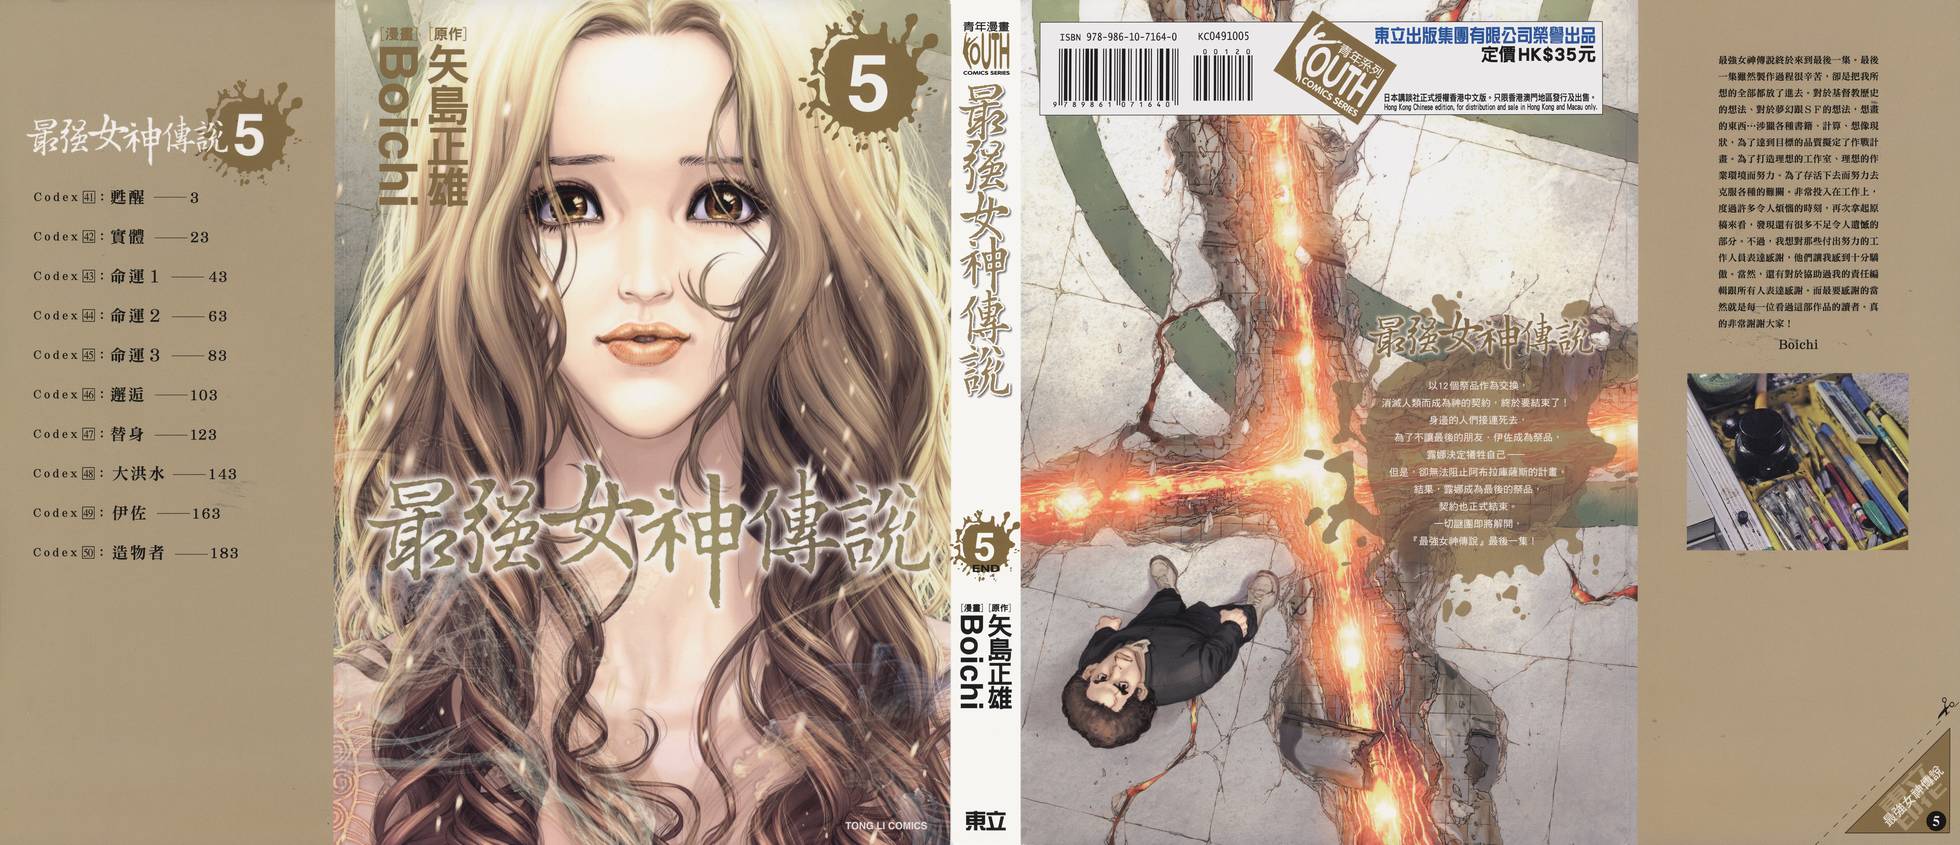 最强女神傳説 5
Codex 41：甦醒 ——3
Codex 42：實體 ——23
Codex 43：命運1 ——43
Codex 44：命運2 ——63
Codex 45：命運3 ——83
Codex 46：邂逅 ——103
Codex 47：替身 ——123
Codex 48：大洪水 ——143
Codex 49：伊佐 ——163
Codex 50：造物者 ——183
[原作]
矢島正雄
[漫畫]
Boichi
5
最强女神傳説
TONG LI COMICS
青年漫畫
YOUTH
COMICS SERIES
最强女神傳説
5
END
[原作]
矢島正雄
[漫畫]
Boichi
東立
ISBN 978-986-10-7164-0
KC0491005
00120
9 789861 071640
青年系列
YOUTH
COMICS SERIES
東立出版集團有限公司榮譽出品
定價HK$35元
日本講談社正式授權香港中文版。只限香港澳門地區發行及出售。
Hong Kong Chinese edition, for distribution and sale in Hong Kong and Macau only.
最强女神傳説
以12個祭品作為交換，
消滅人類而成為神的契約，終於要結束了！
身邊的人們接連死去，
為了不讓最後的朋友，伊佐成為祭品，
露娜決定犧牲自己——
但是，卻無法阻止阿布拉庫薩斯的計畫。
結果，露娜成為最後的祭品，
契約也正式結束。
一切謎團即將解開，
『最強女神傳說』最後一集！
最強女神傳說終於來到最後一集。最後
一集雖然製作過程很辛苦，卻是把我所
想的全部都放了進去。對於基督教歷史
的想法、對於夢幻跟ＳＦ的想法，想畫
的東西…涉獵各種書籍、計算、想像現
狀，為了達到目標的品質擬定了作戰計
畫。為了打造理想的工作室、理想的作
業環境而努力。為了存活下去而努力去
克服各種的難關。非常投入在工作上，
度過許多令人煩惱的時刻，再次拿起原
稿來看，發現還有很多不足令人遺憾的
部分。不過，我想對那些付出努力的工
作人員表達感謝，他們讓我感到十分驕
傲。當然，還有對於協助過我的責任編
輯跟所有人表達感謝。而最要感謝的當
然就是每一位看過這部作品的讀者。真
的非常謝謝大家！
Boichi
最強女神傳說
5